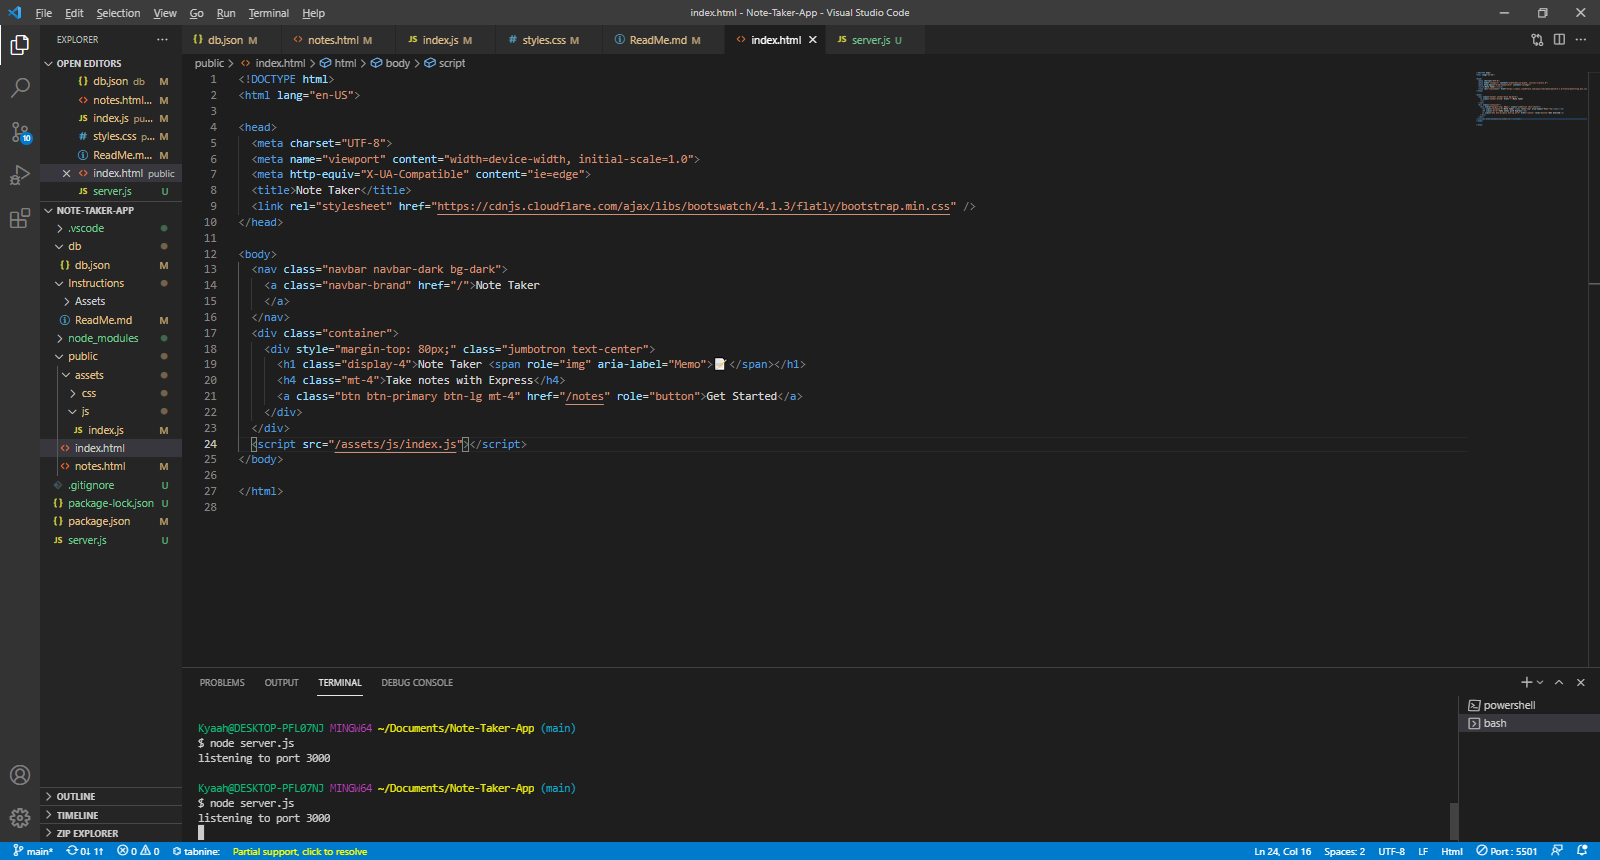 File Edit Selection View Go Run Terminal Help index.html - Note-Taker-App - Visual Studio Code
EXPLORER ···
OPEN EDITORS
{} db.json db M
<> notes.html... M
JS index.js pu... M
# styles.css p... M
ReadMe.m... M
<> index.html public
JS server.js U
NOTE-TAKER-APP
.vscode
db
{} db.json M
Instructions
Assets
ReadMe.md M
node_modules
public
assets
css
js
JS index.js M
<> index.html
<> notes.html M
.gitignore U
{} package-lock.json U
{} package.json M
JS server.js U
OUTLINE
TIMELINE
ZIP EXPLORER
{} db.json M <> notes.html M JS index.js M # styles.css M ReadMe.md M <> index.html JS server.js U
public > <> index.html > html > body > script
1 <!DOCTYPE html>
2 <html lang="en-US">
3
4 <head>
5 <meta charset="UTF-8">
6 <meta name="viewport" content="width=device-width, initial-scale=1.0">
7 <meta http-equiv="X-UA-Compatible" content="ie=edge">
8 <title>Note Taker</title>
9 <link rel="stylesheet" href="https://cdnjs.cloudflare.com/ajax/libs/bootswatch/4.1.3/flatly/bootstrap.min.css" />
10 </head>
11
12 <body>
13 <nav class="navbar navbar-dark bg-dark">
14 <a class="navbar-brand" href="/">Note Taker
15 </a>
16 </nav>
17 <div class="container">
18 <div style="margin-top: 80px;" class="jumbotron text-center">
19 <h1 class="display-4">Note Taker <span role="img" aria-label="Memo">📝</span></h1>
20 <h4 class="mt-4">Take notes with Express</h4>
21 <a class="btn btn-primary btn-lg mt-4" href="/notes" role="button">Get Started</a>
22 </div>
23 </div>
24 <script src="/assets/js/index.js"></script>
25 </body>
26
27 </html>
28
PROBLEMS OUTPUT TERMINAL DEBUG CONSOLE
powershell
bash
Kyaah@DESKTOP-PFL07NJ MINGW64 ~/Documents/Note-Taker-App (main)
$ node server.js
listening to port 3000
Kyaah@DESKTOP-PFL07NJ MINGW64 ~/Documents/Note-Taker-App (main)
$ node server.js
listening to port 3000
10
main* 0↓ 1↑ 0 0 tabnine: Partial support, click to resolve Ln 24, Col 16 Spaces: 2 UTF-8 LF Html Port : 5501